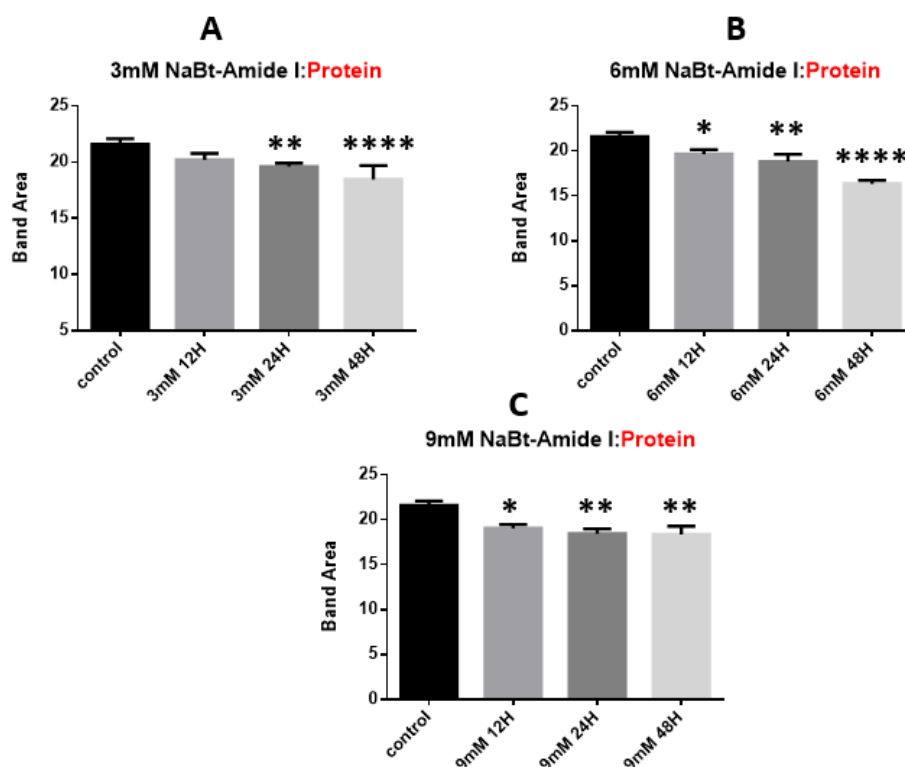 A
3mM NaBt-Amide I:Protein
Band Area
25
20
15
10
5
** ****
control
3mM 12H
3mM 24H
3mM 48H
B
6mM NaBt-Amide I:Protein
Band Area
25
20
15
10
5
0
* ** ****
control
6mM 12H
6mM 24H
6mM 48H
C
9mM NaBt-Amide I:Protein
Band Area
25
20
15
10
5
0
* ** **
control
9mM 12H
9mM 24H
9mM 48H